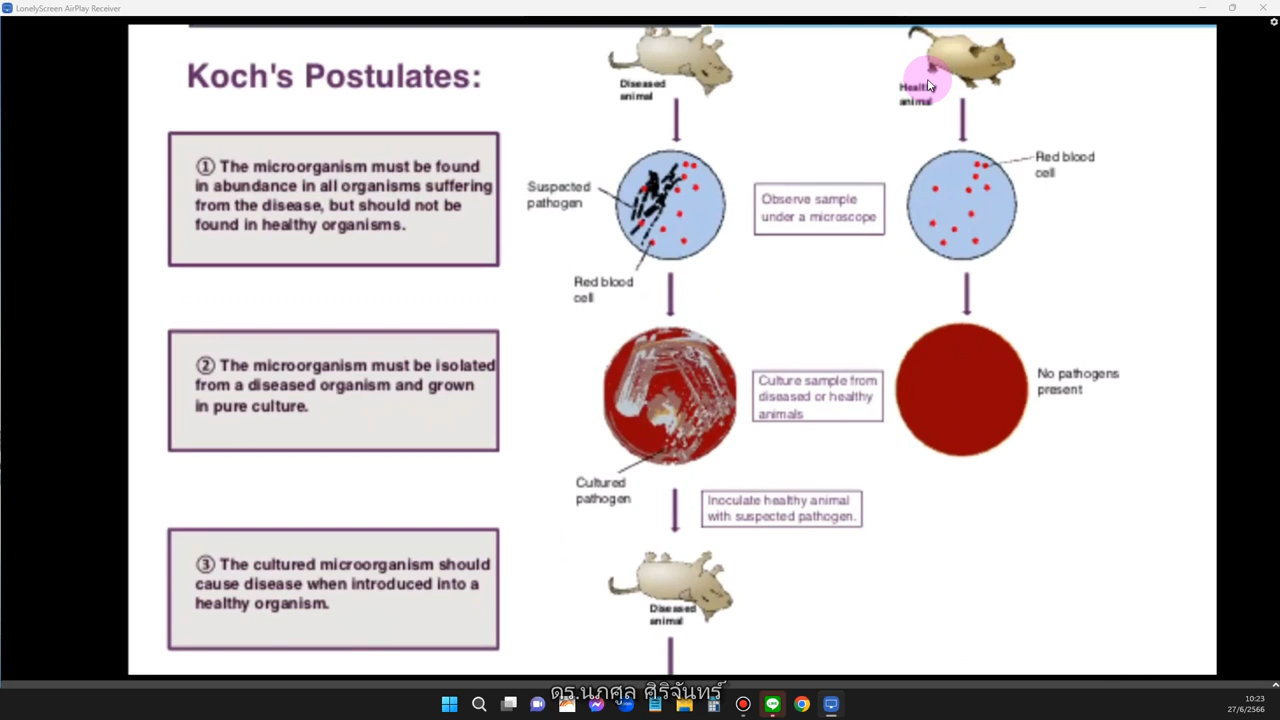 LonelyScreen AirPlay Receiver
Koch's Postulates:
① The microorganism must be found
in abundance in all organisms suffering
from the disease, but should not be
found in healthy organisms.
② The microorganism must be isolated
from a diseased organism and grown
in pure culture.
③ The cultured microorganism should
cause disease when introduced into a
healthy organism.
Diseased
animal
Healthy
animal
Suspected
pathogen
Red blood
cell
Observe sample
under a microscope
Red blood
cell
Culture sample from
diseased or healthy
animals
No pathogens
present
Cultured
pathogen
Inoculate healthy animal
with suspected pathogen.
Diseased
animal
ดร.นภศูล ศิริจันทร์
10:23
27/6/2566